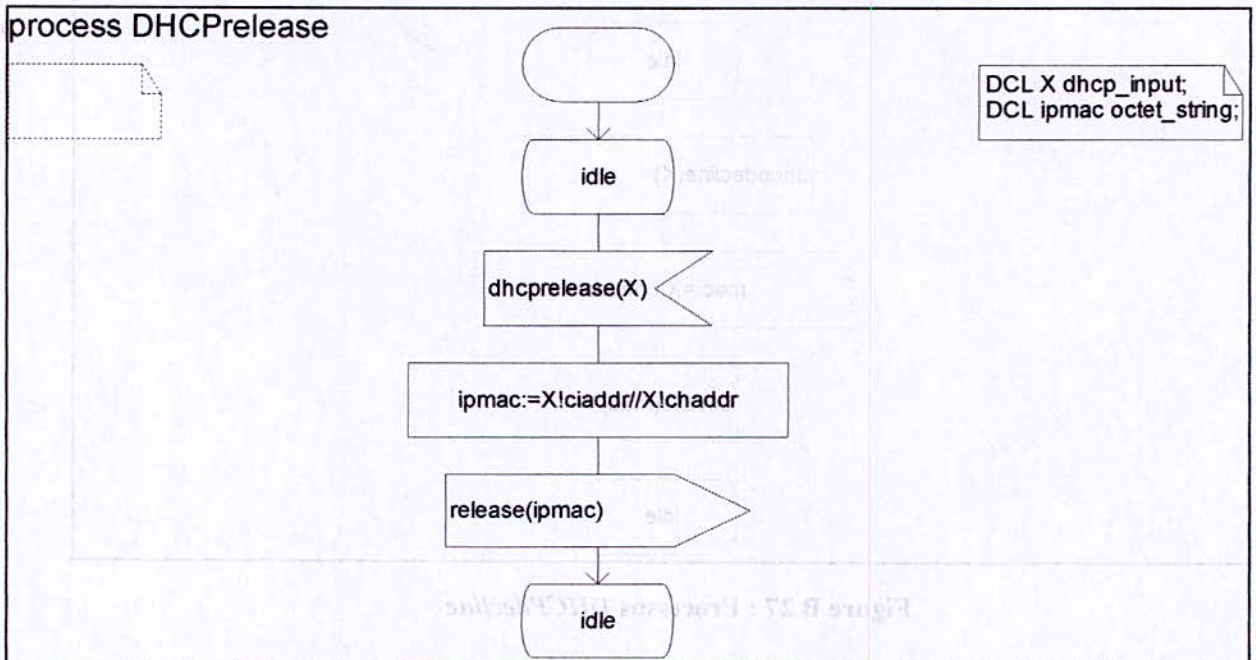 process DHCPrelease
DCL X dhcp_input;
DCL ipmac octet_string;
idle
dhcprelease(X)
ipmac:=X!ciaddr//X!chaddr
release(ipmac)
idle